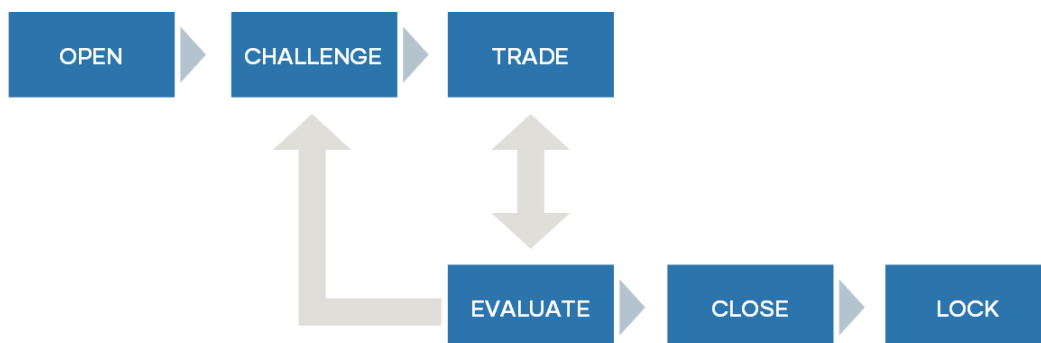 OPEN
CHALLENGE
TRADE
EVALUATE
CLOSE
LOCK